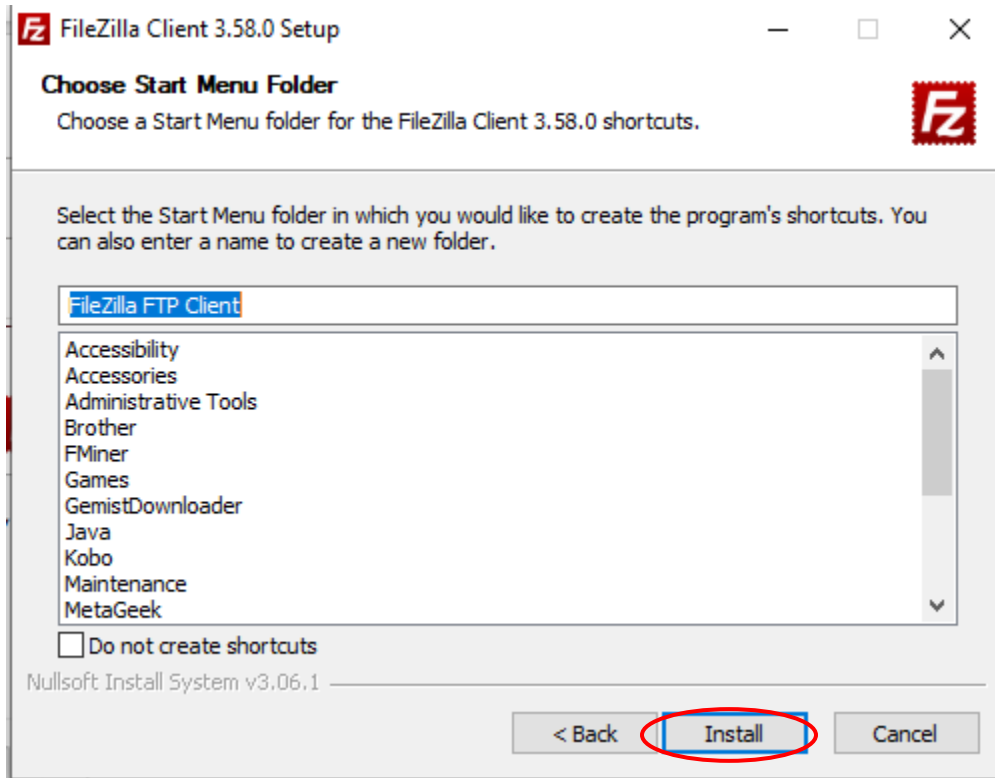 FileZilla Client 3.58.0 Setup
Choose Start Menu Folder
Choose a Start Menu folder for the FileZilla Client 3.58.0 shortcuts.
Select the Start Menu folder in which you would like to create the program's shortcuts. You
can also enter a name to create a new folder.
FileZilla FTP Client
Accessibility
Accessories
Administrative Tools
Brother
FMiner
Games
GemistDownloader
Java
Kobo
Maintenance
MetaGeek
Do not create shortcuts
Nullsoft Install System v3.06.1
< Back Install Cancel